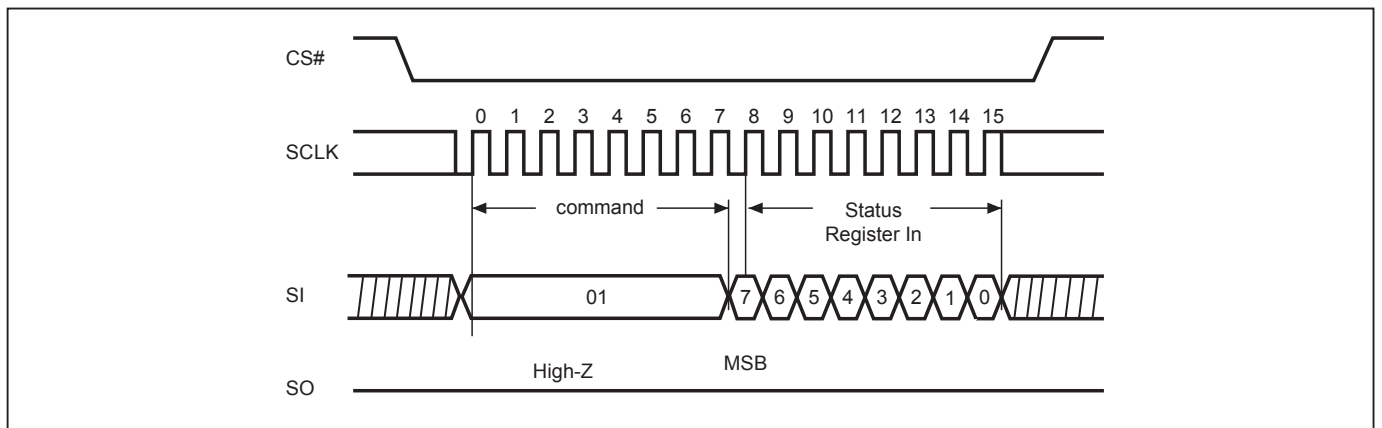 CS#
0 1 2 3 4 5 6 7 8 9 10 11 12 13 14 15
SCLK
command
Status
Register In
SI
01
7 6 5 4 3 2 1 0
MSB
High-Z
SO